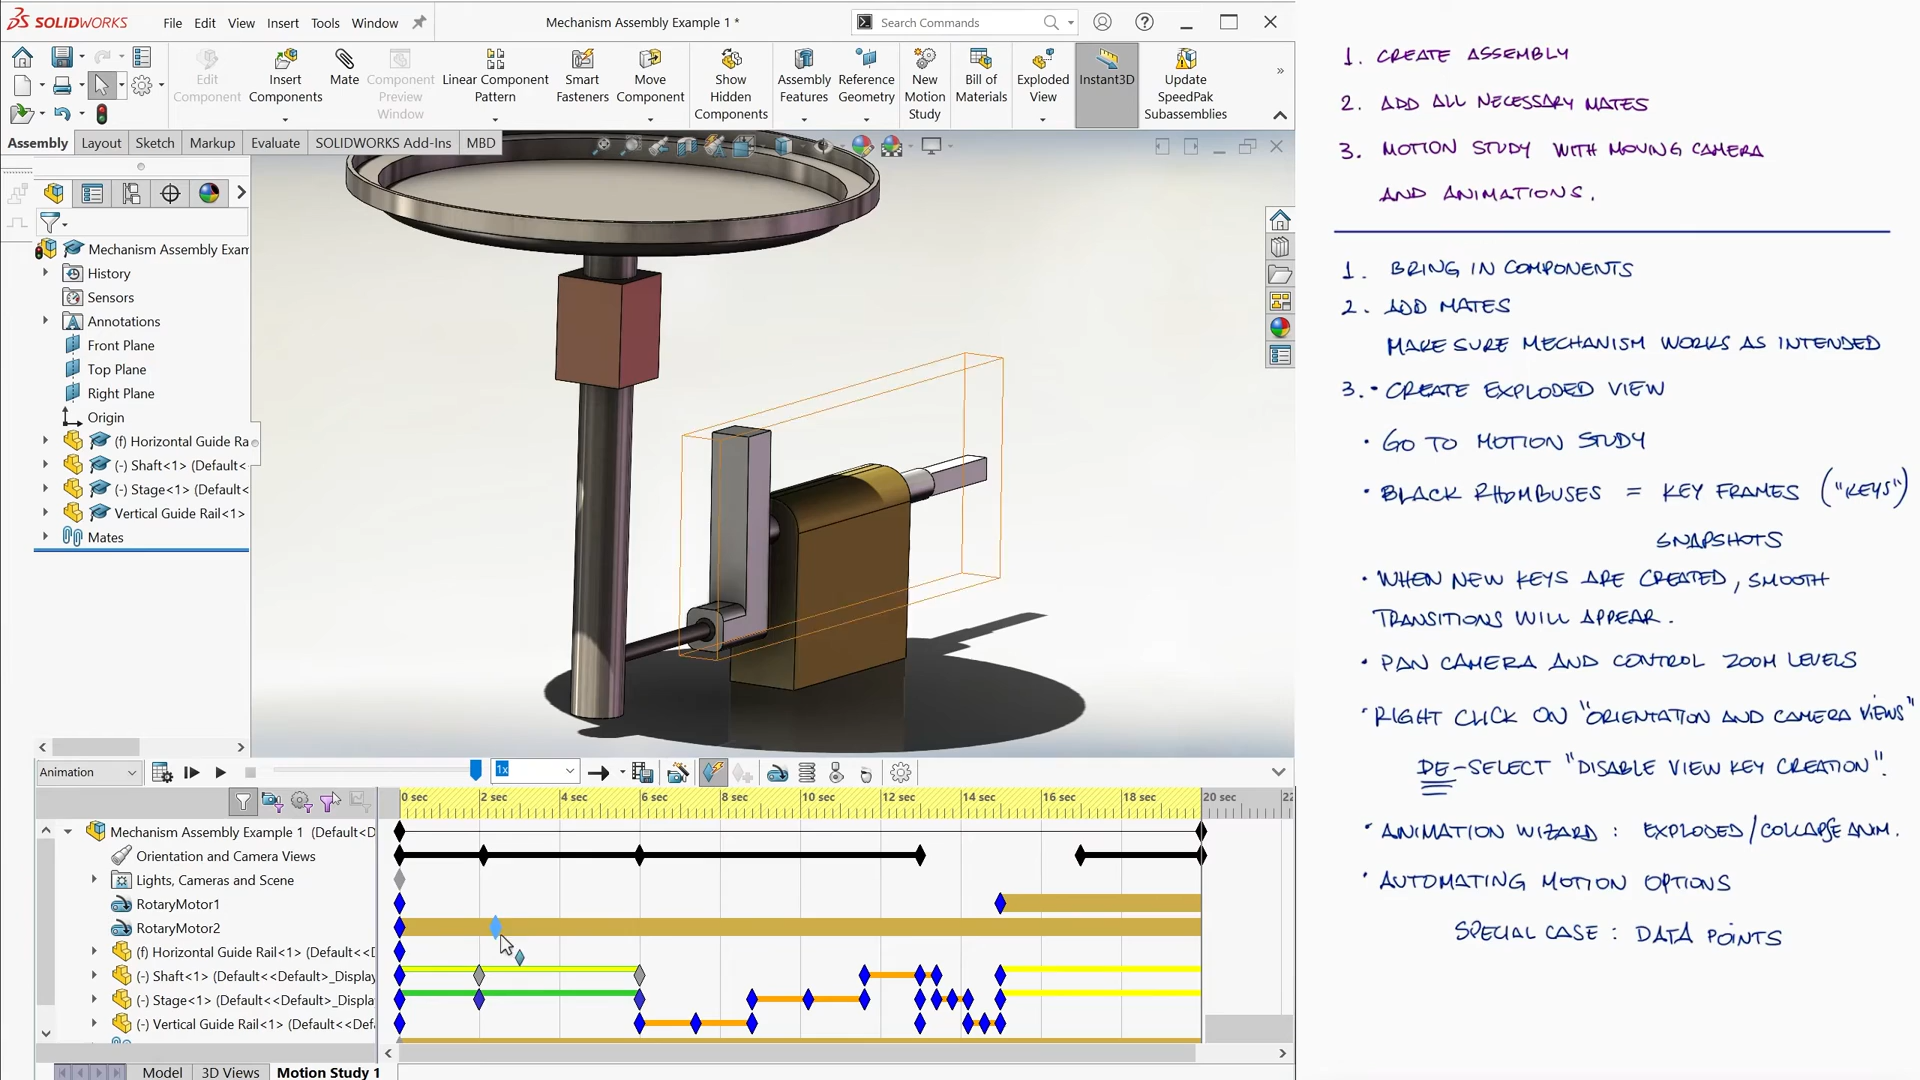 SOLIDWORKS
File Edit View Insert Tools Window
Mechanism Assembly Example 1 *
Search Commands
Edit Component
Insert Components
Mate
Component Preview Window
Linear Component Pattern
Smart Fasteners
Move Component
Show Hidden Components
Assembly Features
Reference Geometry
New Motion Study
Bill of Materials
Exploded View
Instant3D
Update SpeedPak Subassemblies
Assembly Layout Sketch Markup Evaluate SOLIDWORKS Add-Ins MBD
Mechanism Assembly Exam
History
Sensors
Annotations
Front Plane
Top Plane
Right Plane
Origin
(f) Horizontal Guide Ra
(-) Shaft<1> (Default<
(-) Stage<1> (Default<
Vertical Guide Rail<1>
Mates
Animation
1x
0 sec 2 sec 4 sec 6 sec 8 sec 10 sec 12 sec 14 sec 16 sec 18 sec 20 sec 22
Mechanism Assembly Example 1 (Default<D
Orientation and Camera Views
Lights, Cameras and Scene
RotaryMotor1
RotaryMotor2
(f) Horizontal Guide Rail<1> (Default
(-) Shaft<1> (Default<<Default>_Display
(-) Stage<1> (Default<<Default>_Displa
(-) Vertical Guide Rail<1> (Default<<Def
Model 3D Views Motion Study 1
1. CREATE ASSEMBLY
2. ADD ALL NECESSARY MATES
3. MOTION STUDY WITH MOVING CAMERA
AND ANIMATIONS.
1. BRING IN COMPONENTS
2. ADD MATES
MAKE SURE MECHANISM WORKS AS INTENDED
3. • CREATE EXPLODED VIEW
• GO TO MOTION STUDY
• BLACK RHOMBUSES = KEY FRAMES ("KEYS")
SNAPSHOTS
• WHEN NEW KEYS ARE CREATED, SMOOTH
TRANSITIONS WILL APPEAR.
• PAN CAMERA AND CONTROL ZOOM LEVELS
• RIGHT CLICK ON "ORIENTATION AND CAMERA VIEWS"
DE-SELECT "DISABLE VIEW KEY CREATION".
• ANIMATION WIZARD : EXPLODED/COLLAPSE ANIM.
• AUTOMATING MOTION OPTIONS
SPECIAL CASE : DATA POINTS